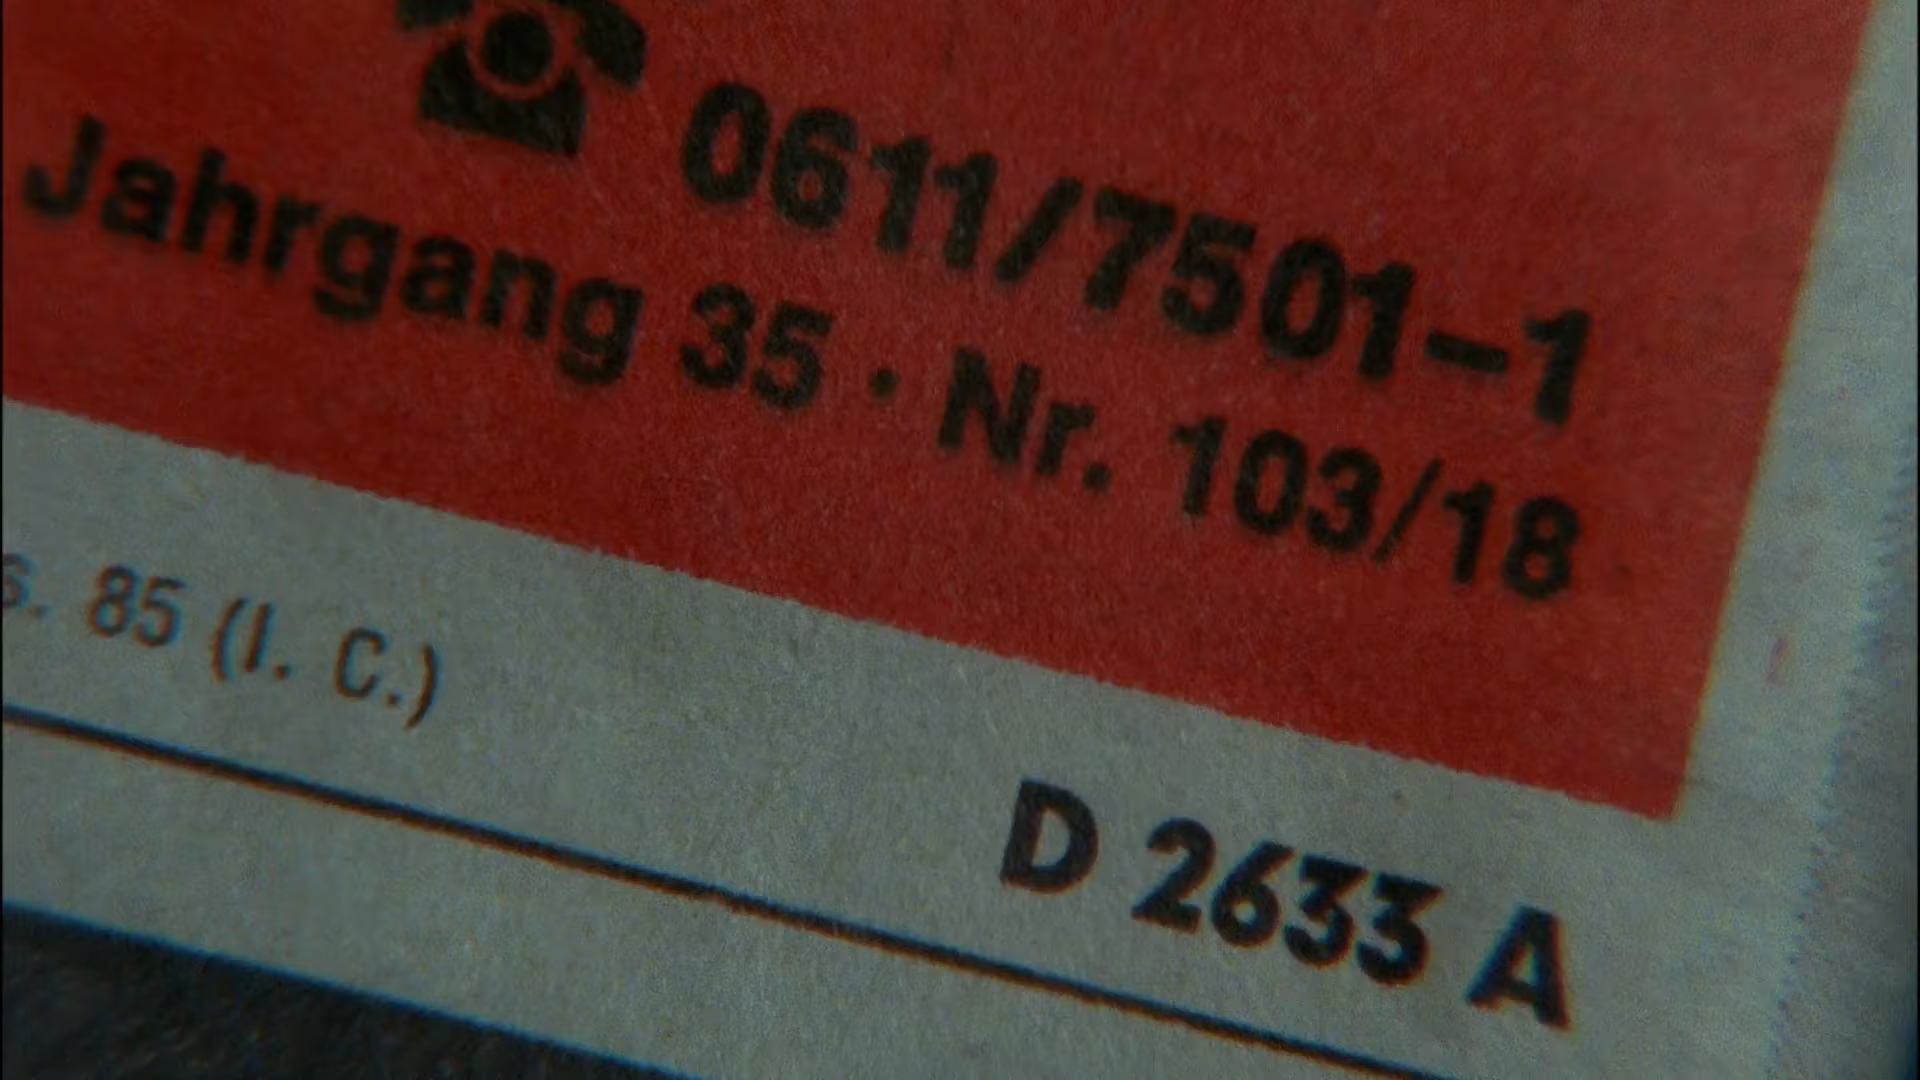 ☎ 0611/7501–1
Jahrgang 35 · Nr. 103/18
s. 85 (I. C.)
D 2633 A